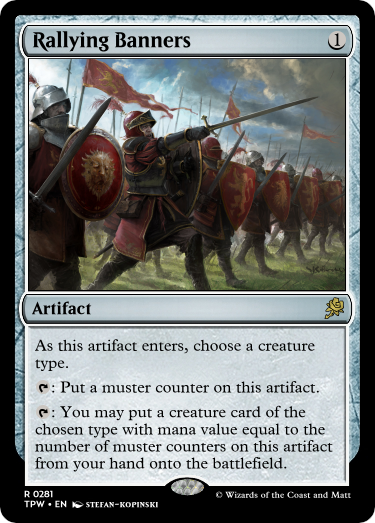 Rallying Banners 1
Artifact
As this artifact enters, choose a creature
type.
: Put a muster counter on this artifact.
: You may put a creature card of the
chosen type with mana value equal to the
number of muster counters on this artifact
from your hand onto the battlefield.
R 0281
TPW • EN STEFAN-KOPINSKI
© Wizards of the Coast and Matt